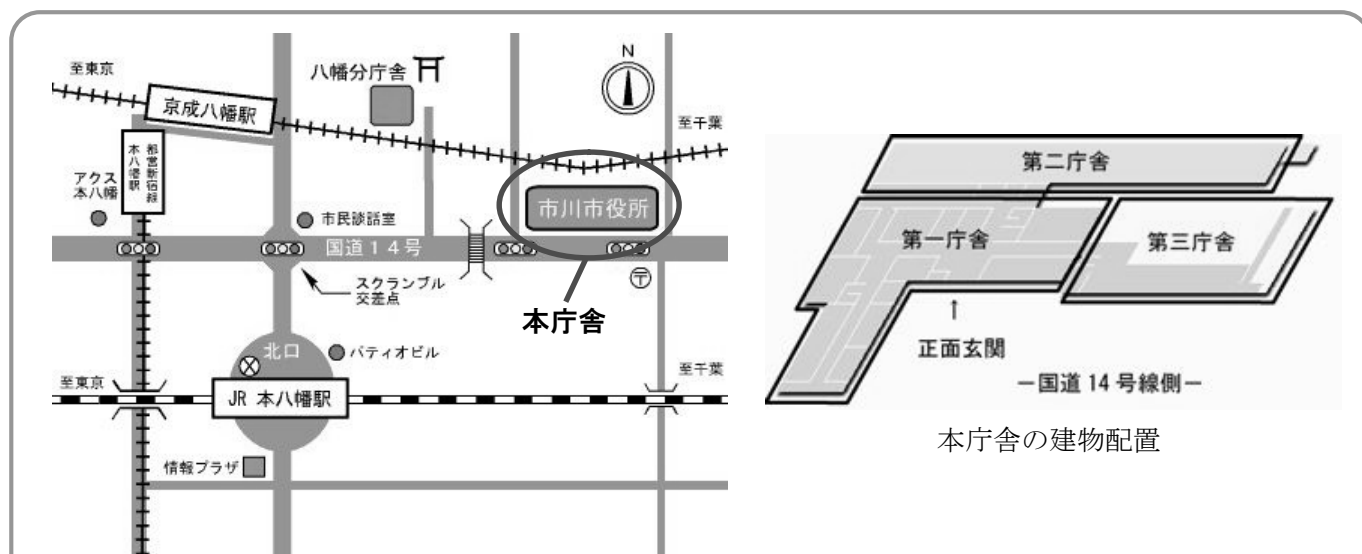 至東京
京成八幡駅
八幡分庁舎
N
至千葉
都営新宿線
本八幡駅
アクス
本八幡
市民談話室
市川市役所
国道14号
スクランブル
交差点
本庁舎
北口
パティオビル
至東京
至千葉
JR 本八幡駅
情報プラザ
第二庁舎
第一庁舎
第三庁舎
↑
正面玄関
－国道14号線側－
本庁舎の建物配置